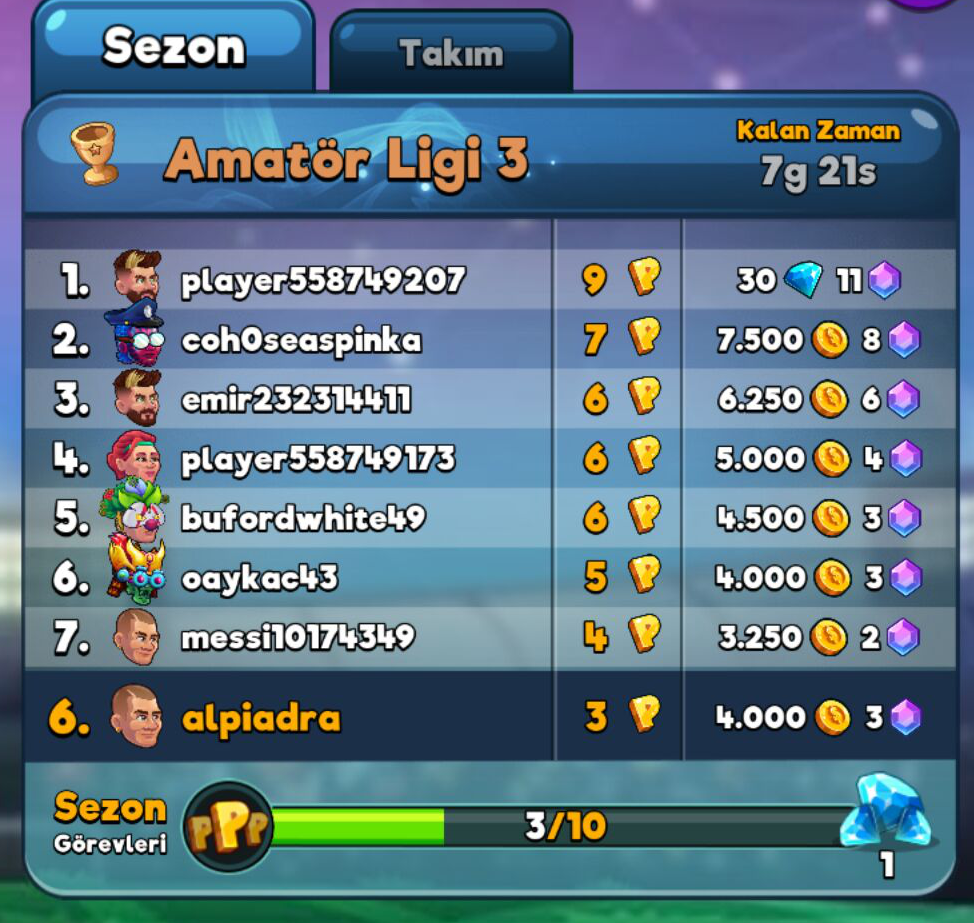 Sezon
Takım
Amatör Ligi 3
Kalan Zaman
7g 21s
1. player558749207 9 P 30 11
2. coh0seaspinka 7 P 7.500 8
3. emir232314411 6 P 6.250 6
4. player558749173 6 P 5.000 4
5. bufordwhite49 6 P 4.500 3
6. oaykac43 5 P 4.000 3
7. messi10174349 4 P 3.250 2
6. alpiadra 3 P 4.000 3
Sezon
Görevleri
PPP
3/10
1